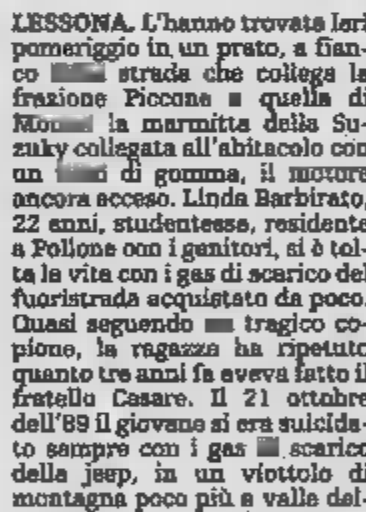 LESSONA. L'hanno trovata ieri
pomeriggio in un prato, a fian-
co strada che collega la
frazione Piccona a quella di
la marmitta della Su-
zuky collegata all'abitacolo con
un di gomma, il motore
ancora acceso. Linda Barbirato,
22 anni, studentessa, residente
a Pollone con i genitori, si è tol-
ta la vita con i gas di scarico del
fuoristrada acquistato da poco.
Quasi seguendo tragico co-
pione, la ragazza ha ripetuto
quanto tre anni fa aveva fatto il
fratello Cesare. Il 21 ottobre
dell'89 il giovane si era suicida-
to sempre con i gas scarico
della jeep, in un viottolo di
montagna poco più a valle del-